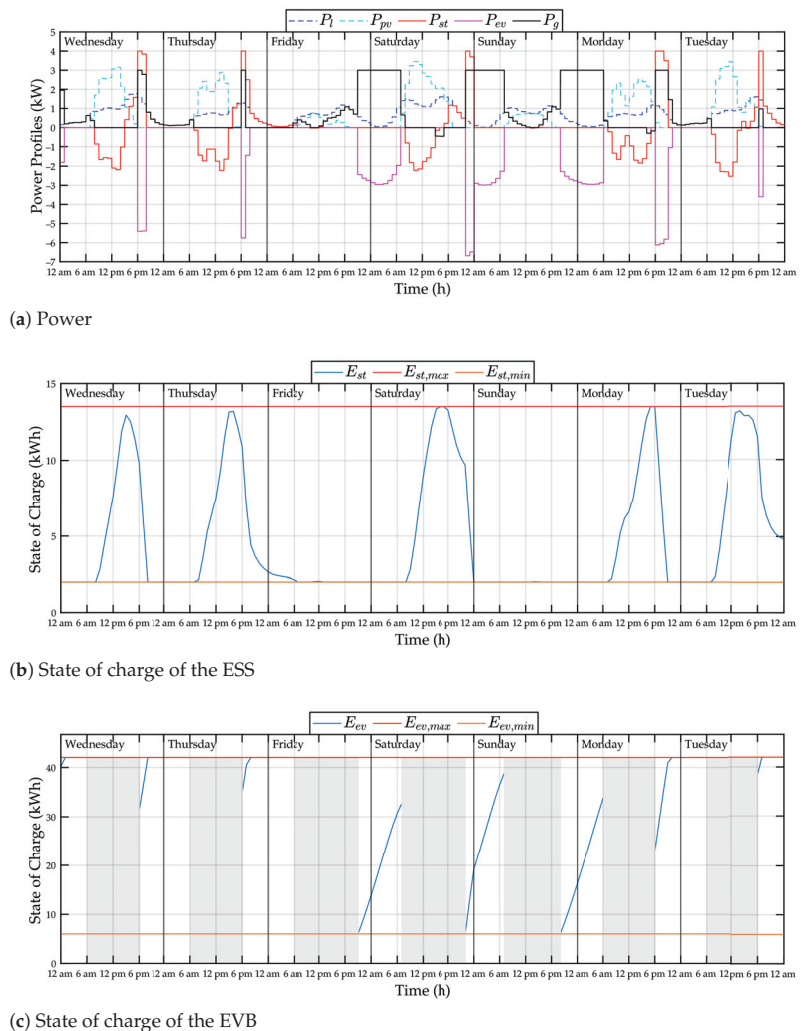 P_l P_pv P_st P_ev P_g
5
4
3
2
1
0
-1
-2
-3
-4
-5
-6
-7
Power Profiles (kW)
Wednesday Thursday Friday Saturday Sunday Monday Tuesday
12 am 6 am 12 pm 6 pm 12 am 6 am 12 pm 6 pm 12 am 6 am 12 pm 6 pm 12 am 6 am 12 pm 6 pm 12 am 6 am 12 pm 6 pm 12 am 6 am 12 pm 6 pm 12 am 6 am 12 pm 6 pm 12 am
Time (h)
(a) Power
E_st E_st,max E_st,min
15
10
5
0
State of Charge (kWh)
Wednesday Thursday Friday Saturday Sunday Monday Tuesday
12 am 6 am 12 pm 6 pm 12 am 6 am 12 pm 6 pm 12 am 6 am 12 pm 6 pm 12 am 6 am 12 pm 6 pm 12 am 6 am 12 pm 6 pm 12 am 6 am 12 pm 6 pm 12 am 6 am 12 pm 6 pm 12 am
Time (h)
(b) State of charge of the ESS
E_ev E_ev,max E_ev,min
40
30
20
10
0
State of Charge (kWh)
Wednesday Thursday Friday Saturday Sunday Monday Tuesday
12 am 6 am 12 pm 6 pm 12 am 6 am 12 pm 6 pm 12 am 6 am 12 pm 6 pm 12 am 6 am 12 pm 6 pm 12 am 6 am 12 pm 6 pm 12 am 6 am 12 pm 6 pm 12 am 6 am 12 pm 6 pm 12 am
Time (h)
(c) State of charge of the EVB